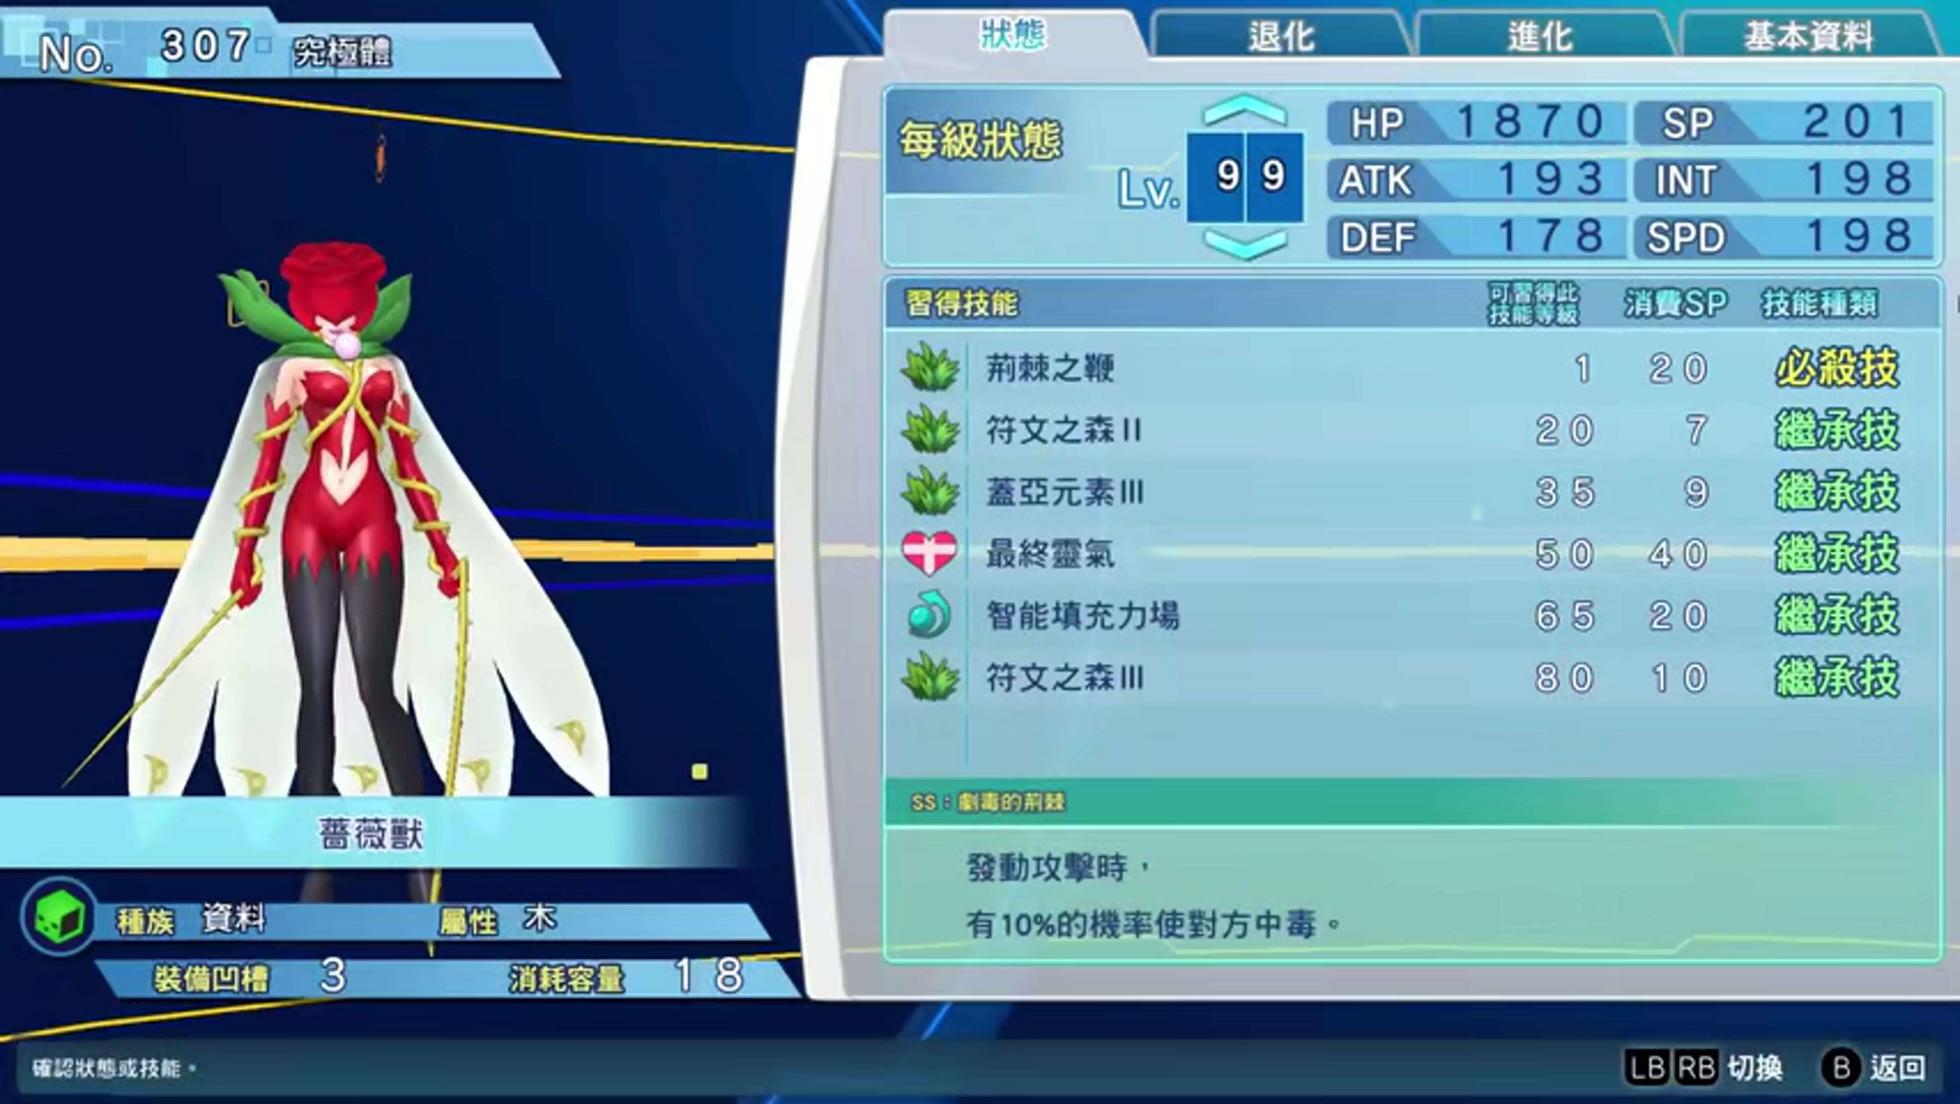 No. 307 究極體
狀態 退化 進化 基本資料
每級狀態
Lv. 99
HP 1870 SP 201
ATK 193 INT 198
DEF 178 SPD 198
習得技能 可習得此技能等級 消費SP 技能種類
荊棘之鞭 1 20 必殺技
符文之森II 20 7 繼承技
蓋亞元素III 35 9 繼承技
最終靈氣 50 40 繼承技
智能填充力場 65 20 繼承技
符文之森III 80 10 繼承技
SS：劇毒的荊棘
發動攻擊時，
有10%的機率使對方中毒。
薔薇獸
種族 資料 屬性 木
裝備凹槽 3 消耗容量 18
確認狀態或技能。
LB RB 切換 B 返回